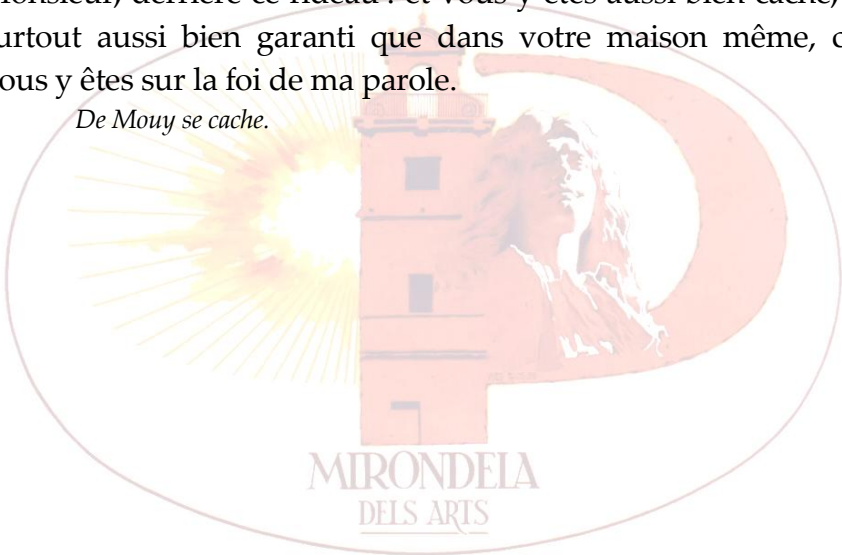 onsieur, derrière ce rideau : et vous y êtes aussi bien caché,
urtout aussi bien garanti que dans votre maison même, c
ous y êtes sur la foi de ma parole.
De Mouy se cache.
MIRONDELA
DELS ARTS